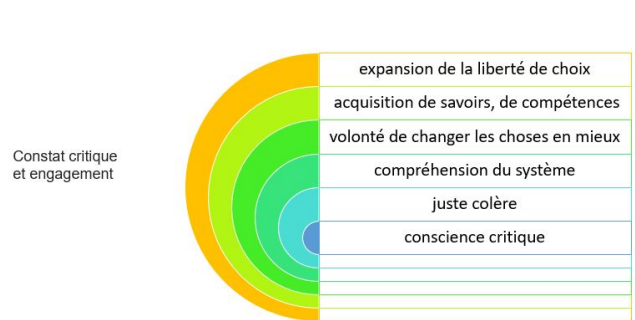 expansion de la liberté de choix
acquisition de savoirs, de compétences
volonté de changer les choses en mieux
Constat critique
et engagement
compréhension du système
juste colère
conscience critique